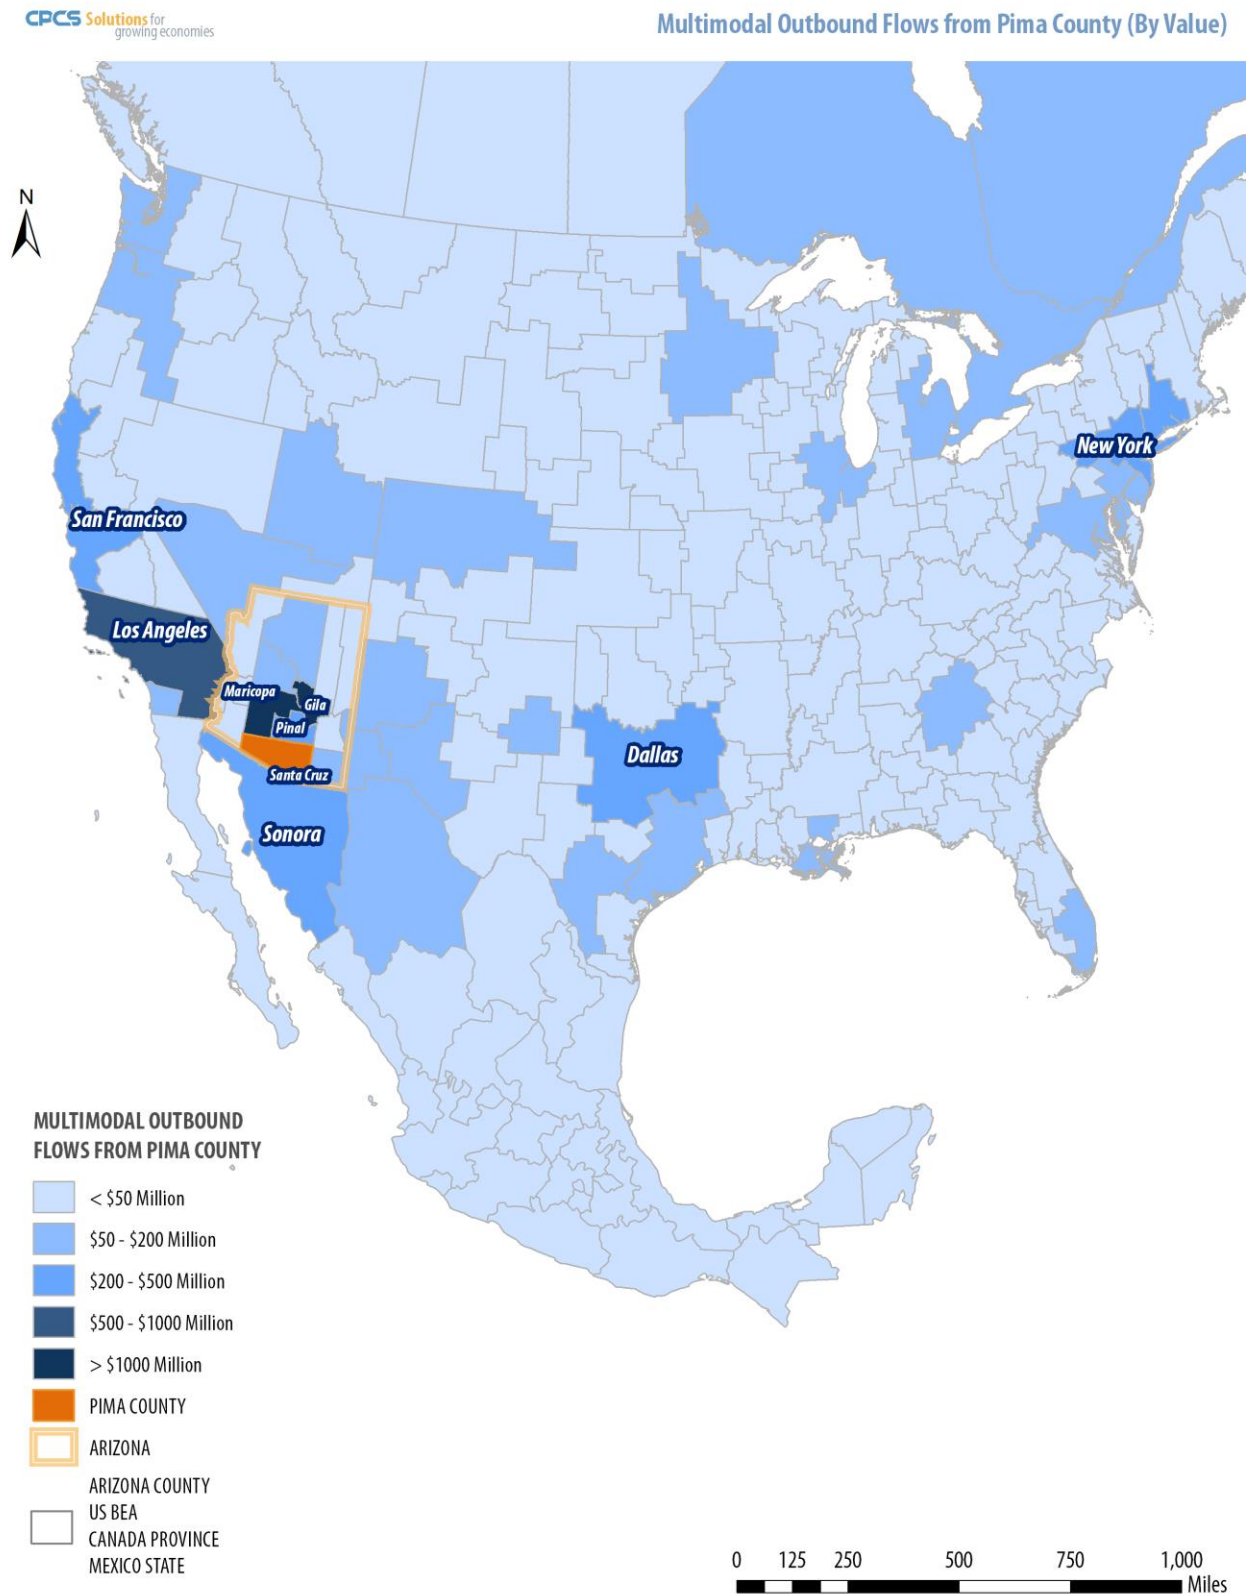 CPCS Solutions for
growing economies
Multimodal Outbound Flows from Pima County (By Value)
N
New York
San Francisco
Los Angeles
Maricopa
Gila
Pinal
Dallas
Santa Cruz
Sonora
MULTIMODAL OUTBOUND
FLOWS FROM PIMA COUNTY
< $50 Million
$50 - $200 Million
$200 - $500 Million
$500 - $1000 Million
> $1000 Million
PIMA COUNTY
ARIZONA
ARIZONA COUNTY
US BEA
CANADA PROVINCE
MEXICO STATE
0 125 250 500 750 1,000
Miles